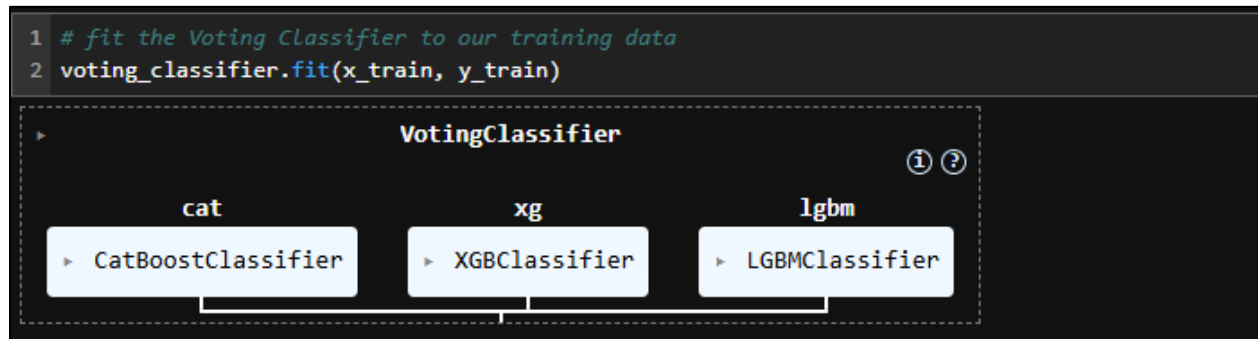 1 # fit the Voting Classifier to our training data
2 voting_classifier.fit(x_train, y_train)
VotingClassifier
i ?
cat xg lgbm
CatBoostClassifier XGBClassifier LGBMClassifier